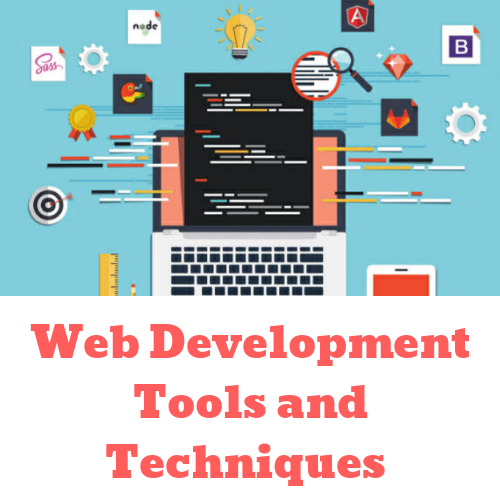 node
A
Sass
B
Web Development
Tools and
Techniques